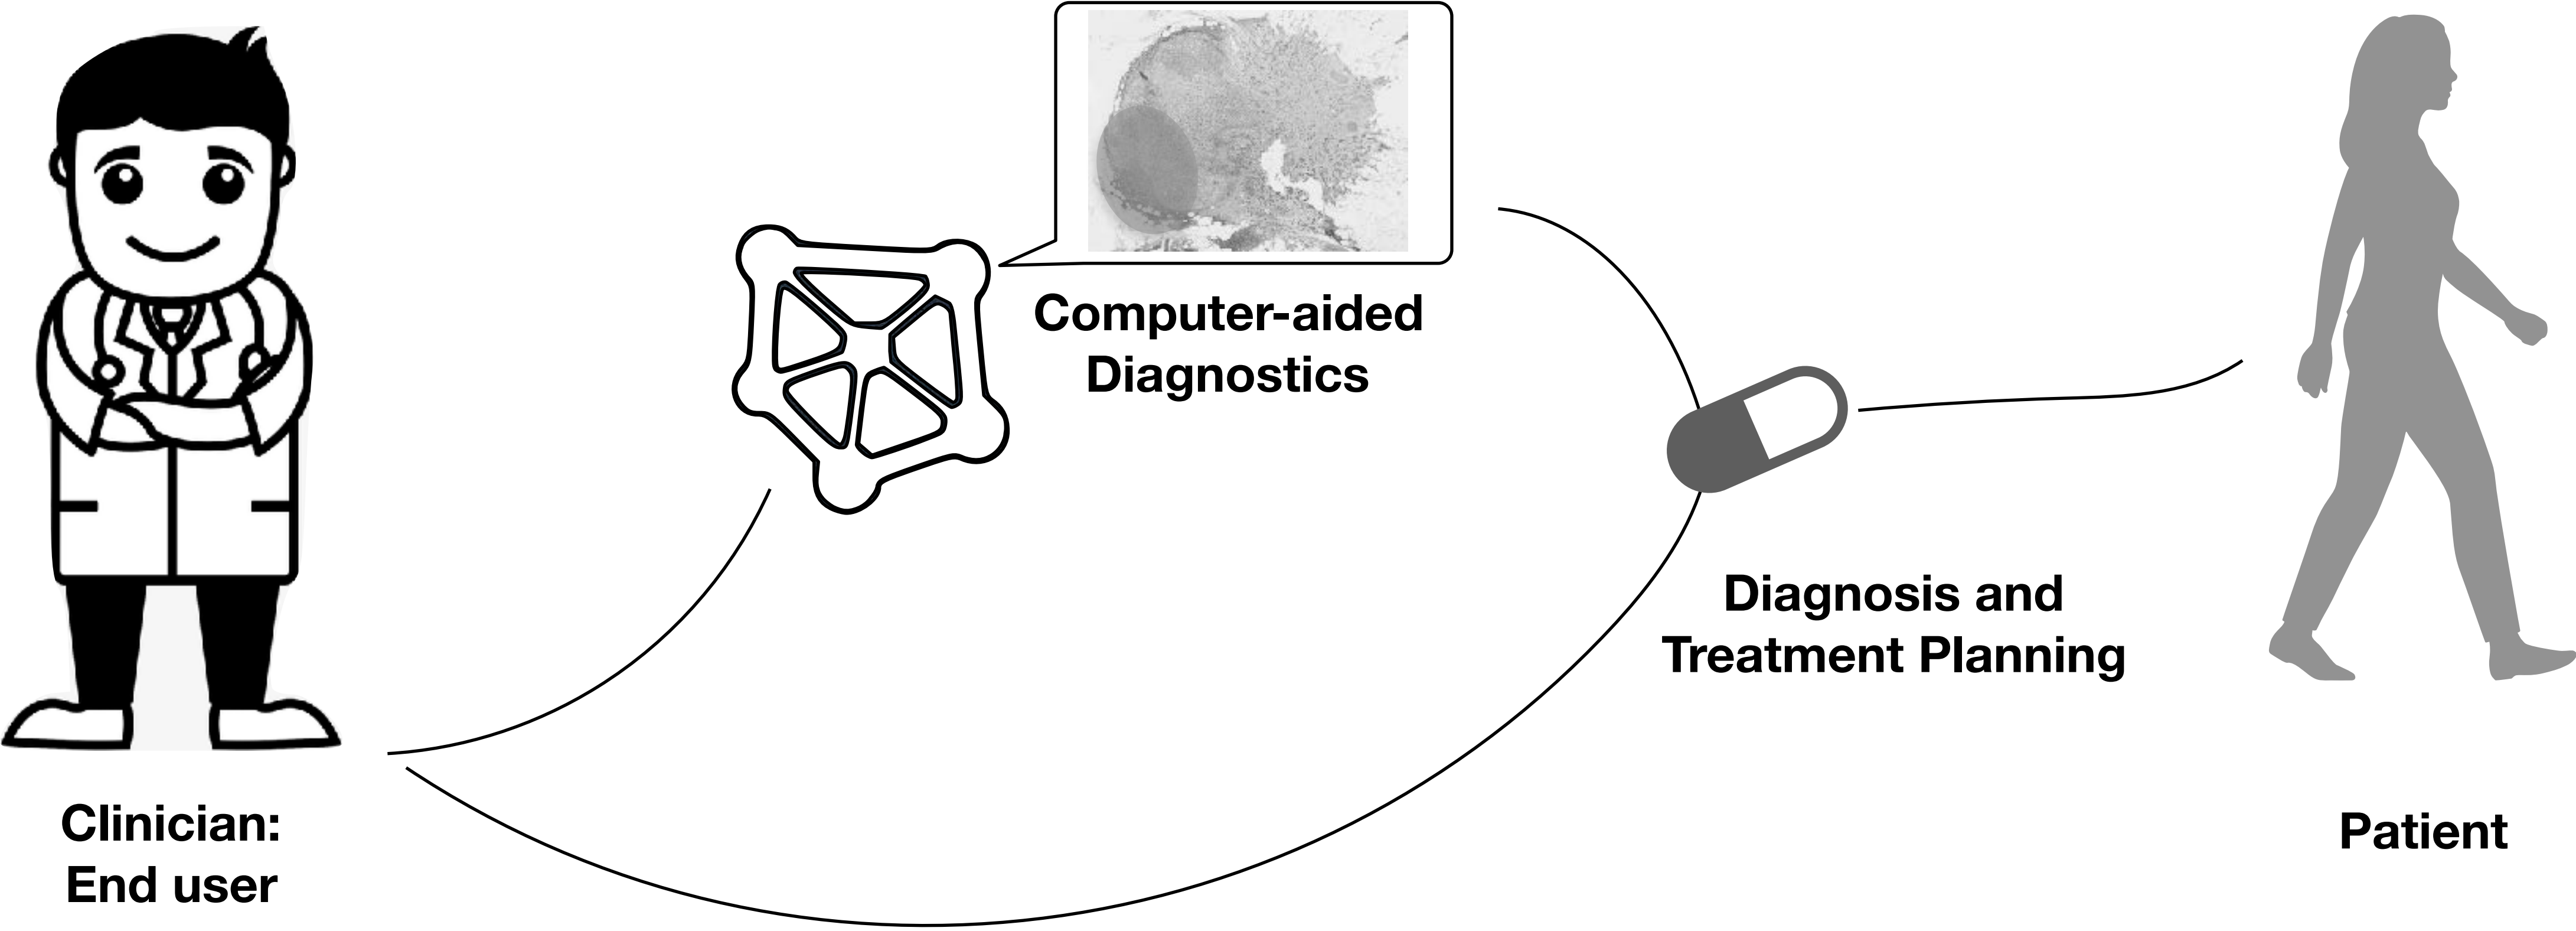 Computer-aided
Diagnostics
Diagnosis and
Treatment Planning
Clinician:
End user
Patient